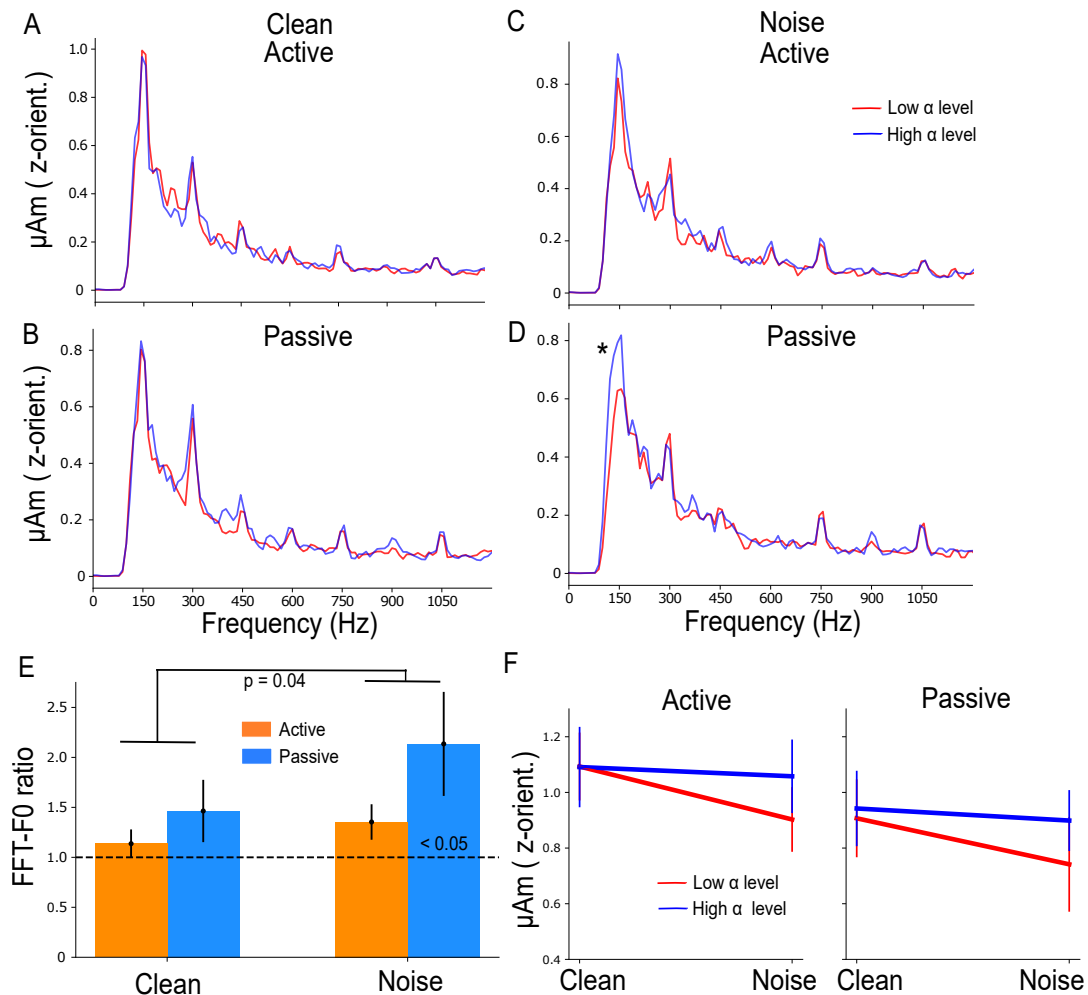 A
Clean
Active
µAm ( z-orient.)
1.0
0.8
0.6
0.4
0.2
0
C
Noise
Active
0.8
0.6
0.4
0.2
0
Low α level
High α level
B
Passive
µAm ( z-orient.)
0.8
0.6
0.4
0.2
0
0 150 300 450 600 750 900 1050
Frequency (Hz)
D
Passive
*
0.8
0.6
0.4
0.2
0
0 150 300 450 600 750 900 1050
Frequency (Hz)
E
p = 0.04
FFT-F0 ratio
2.5
2.0
1.5
1.0
0.5
0
Active
Passive
< 0.05
Clean Noise
F
Active Passive
µAm ( z-orient.)
1.2
1.0
0.8
0.6
0.4
Low α level
High α level
Clean Noise Clean Noise